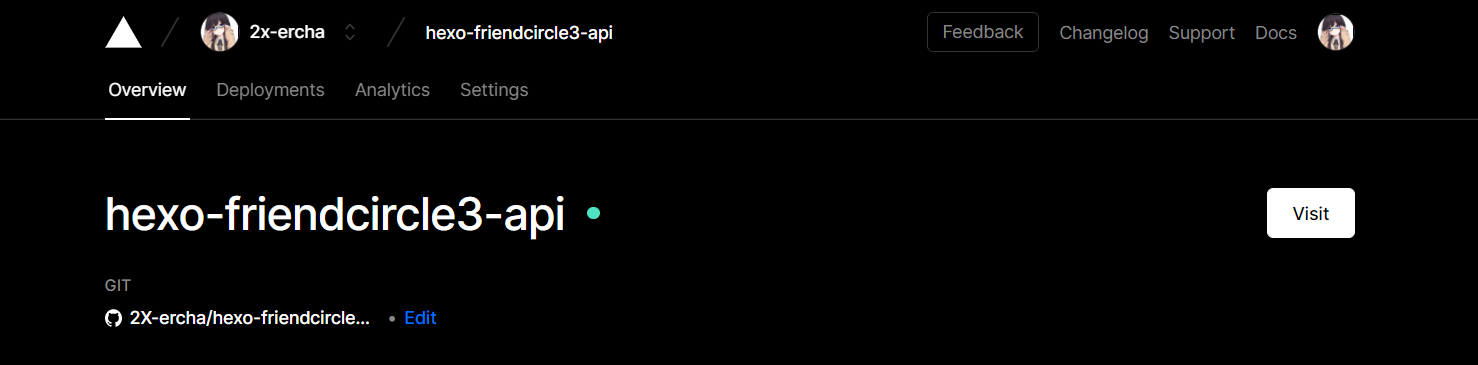 2x-ercha hexo-friendcircle3-api Feedback Changelog Support Docs
Overview Deployments Analytics Settings
hexo-friendcircle3-api Visit
GIT
2X-ercha/hexo-friendcircle... • Edit